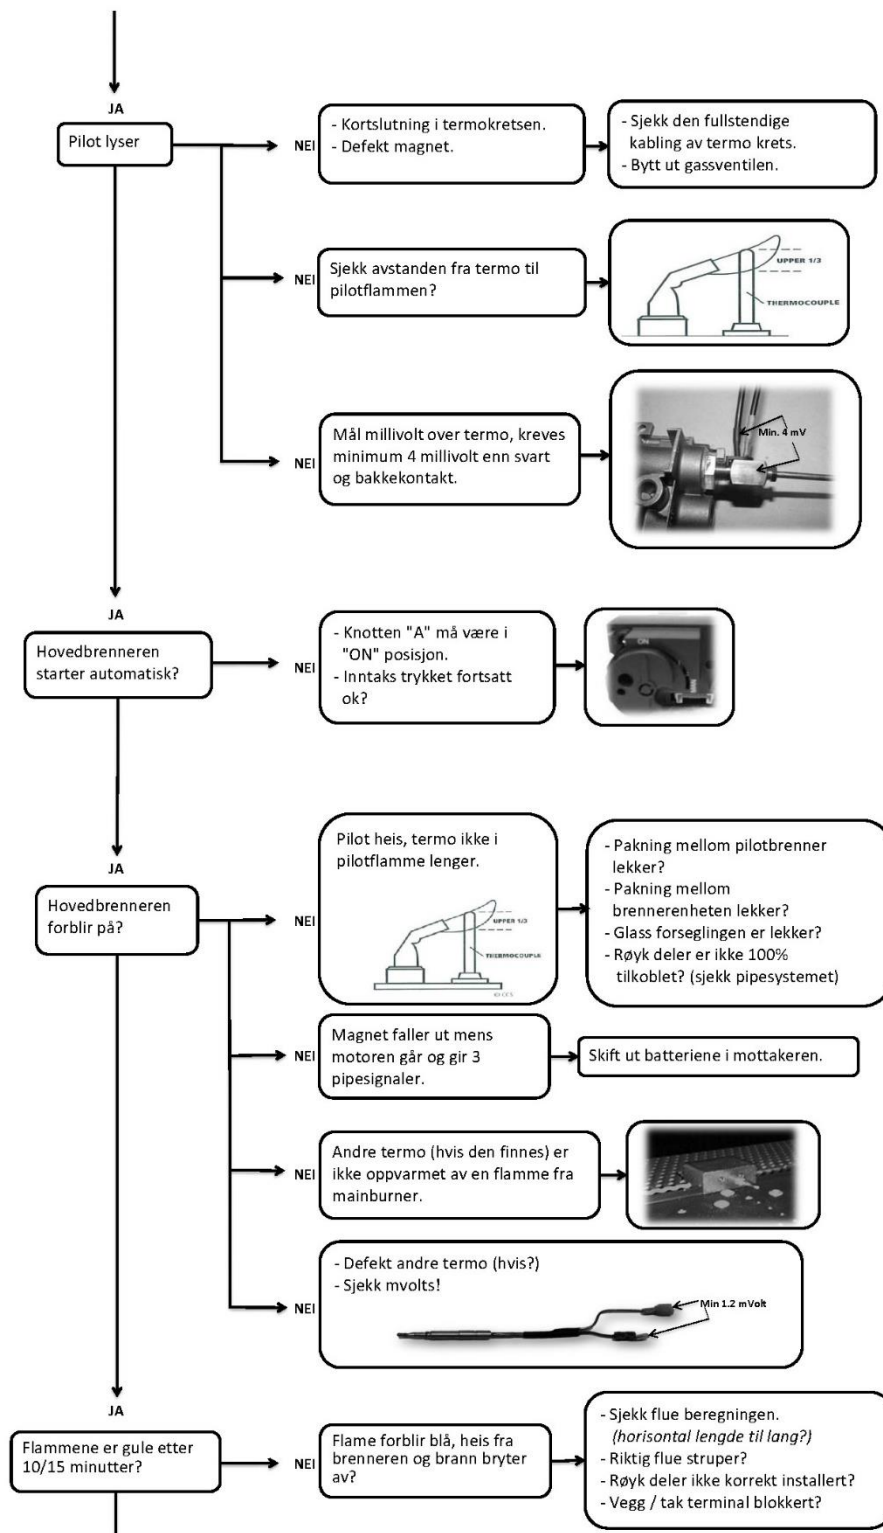 JA
Pilot lyser
NEI
- Kortslutning i termokretsen.
- Defekt magnet.
- Sjekk den fullstendige
kabling av termo krets.
- Bytt ut gassventilen.
NEI
Sjekk avstanden fra termo til
pilotflammen?
UPPER 1/3
THERMOCOUPLE
NEI
Mål millivolt over termo, kreves
minimum 4 millivolt enn svart
og bakkekontakt.
Min. 4 mV
JA
Hovedbrenneren
starter automatisk?
NEI
- Knotten "A" må være i
"ON" posisjon.
- Inntaks trykket fortsatt
ok?
ON
JA
Hovedbrenneren
forblir på?
NEI
Pilot heis, termo ikke i
pilotflamme lenger.
UPPER 1/3
THERMOCOUPLE
- Pakning mellom pilotbrenner
lekker?
- Pakning mellom
brennerenheten lekker?
- Glass forseglingen er lekker?
- Røyk deler er ikke 100%
tilkoblet? (sjekk pipesystemet)
NEI
Magnet faller ut mens
motoren går og gir 3
pipesignaler.
Skift ut batteriene i mottakeren.
NEI
Andre termo (hvis den finnes) er
ikke oppvarmet av en flamme fra
mainburner.
NEI
- Defekt andre termo (hvis?)
- Sjekk mvolts!
Min 1.2 mVolt
JA
Flammene er gule etter
10/15 minutter?
NEI
Flame forblir blå, heis fra
brenneren og brann bryter
av?
- Sjekk flue beregningen.
(horisontal lengde til lang?)
- Riktig flue struper?
- Røyk deler ikke korrekt installert?
- Vegg / tak terminal blokkert?